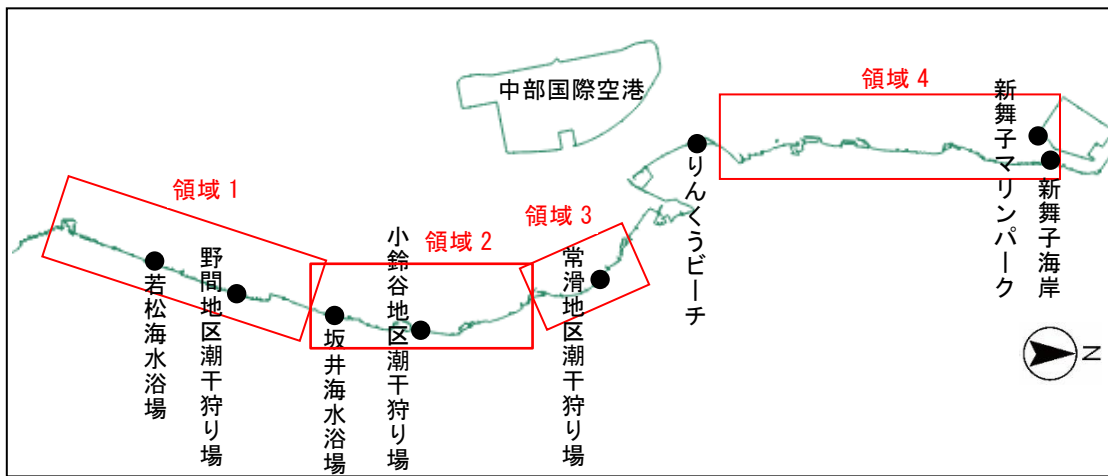 中部国際空港
領域 4
新舞子マリンパーク
新舞子海岸
りんくうビーチ
領域 1
領域 2
領域 3
若松海水浴場
野間地区潮干狩り場
坂井海水浴場
小鈴谷地区潮干狩り場
常滑地区潮干狩り場
N